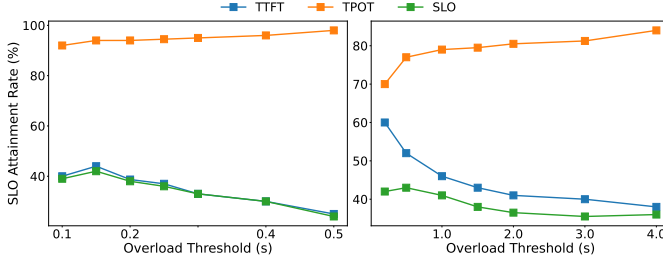 TTFT TPOT SLO
SLO Attainment Rate (%)
100
80
60
40
0.1 0.2 0.4 0.5
Overload Threshold (s)
80
70
60
50
40
1.0 2.0 3.0 4.0
Overload Threshold (s)